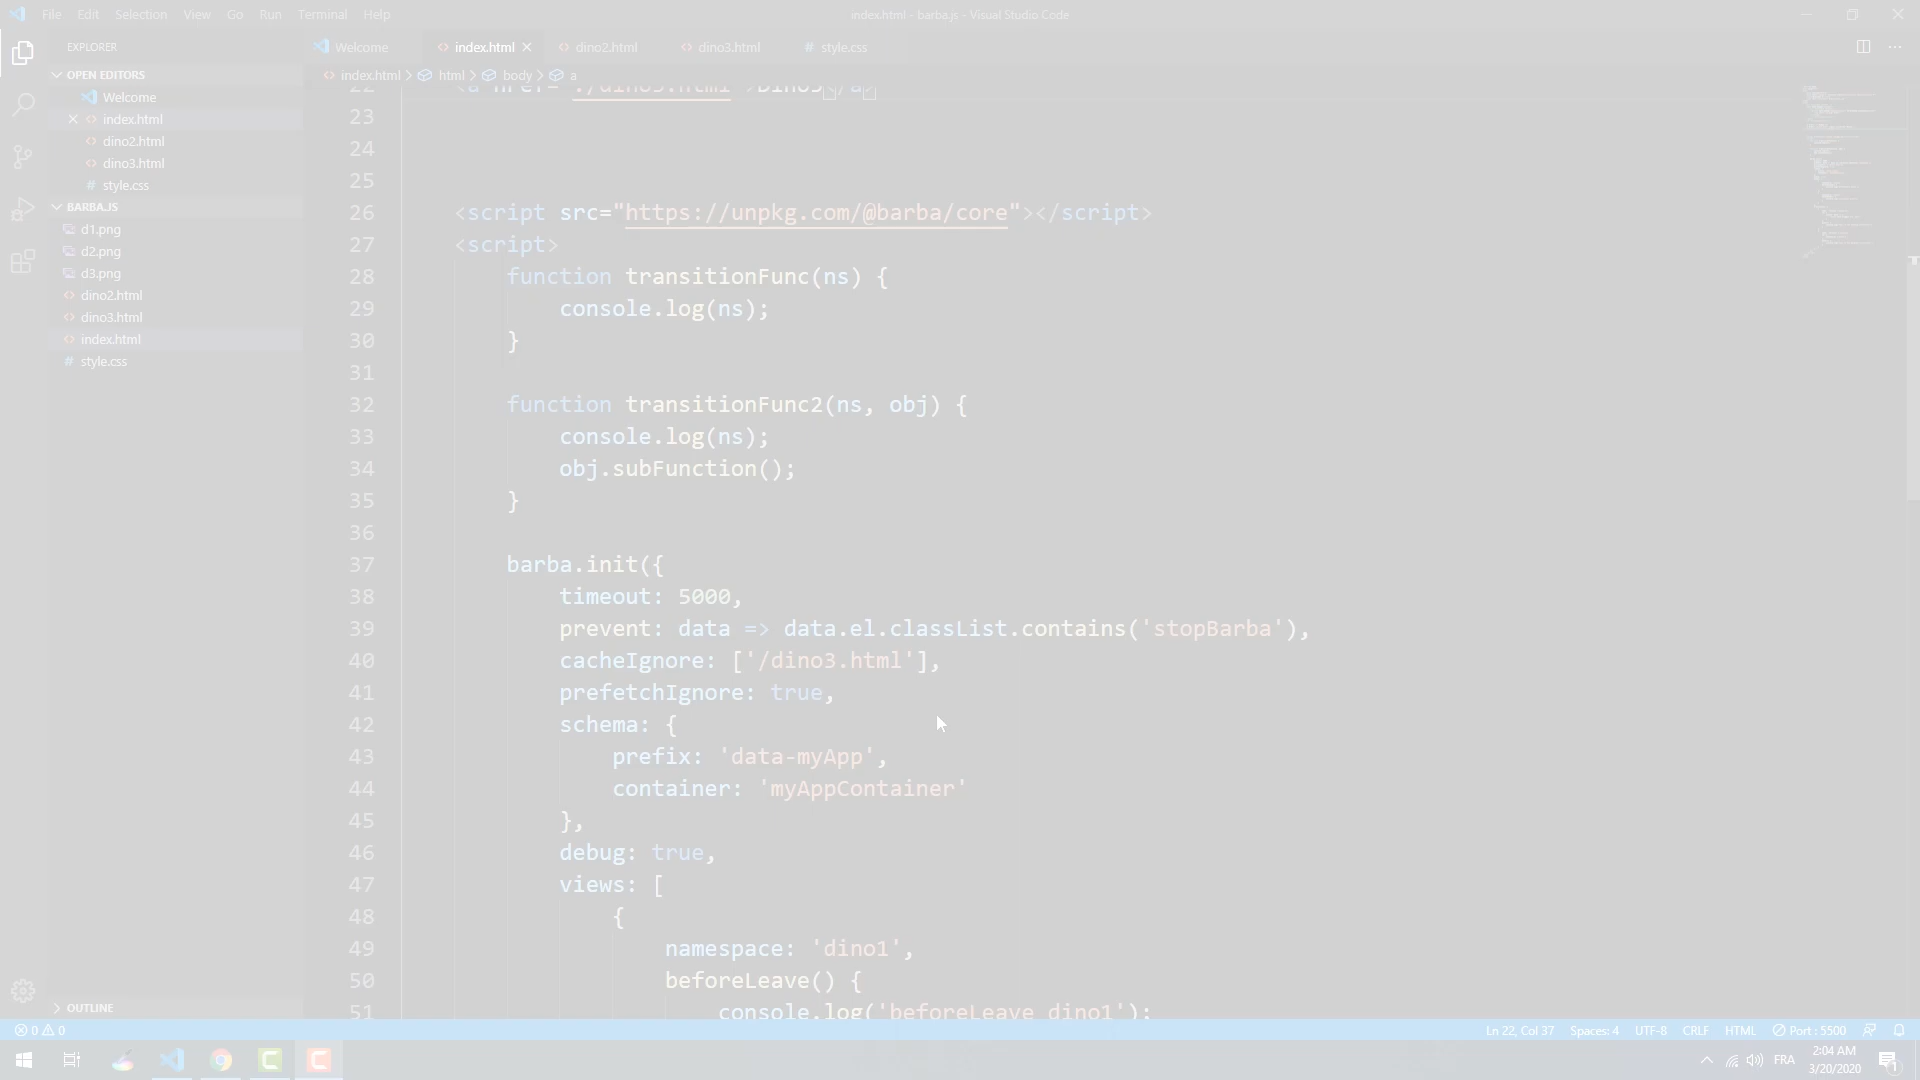 File Edit Selection View Go Run Terminal Help
index.html - barba.js - Visual Studio Code
EXPLORER
OPEN EDITORS
Welcome
index.html
dino2.html
dino3.html
style.css
BARBA.JS
d1.png
d2.png
d3.png
dino2.html
dino3.html
index.html
style.css
OUTLINE
Welcome index.html dino2.html dino3.html style.css
index.html > html > body > a
22 <a href="./dino3.html">Dino3</a>
23
24
25
26 <script src="https://unpkg.com/@barba/core"></script>
27 <script>
28 function transitionFunc(ns) {
29 console.log(ns);
30 }
31
32 function transitionFunc2(ns, obj) {
33 console.log(ns);
34 obj.subFunction();
35 }
36
37 barba.init({
38 timeout: 5000,
39 prevent: data => data.el.classList.contains('stopBarba'),
40 cacheIgnore: ['/dino3.html'],
41 prefetchIgnore: true,
42 schema: {
43 prefix: 'data-myApp',
44 container: 'myAppContainer'
45 },
46 debug: true,
47 views: [
48 {
49 namespace: 'dino1',
50 beforeLeave() {
51 console.log('beforeLeave dino1');
0 0
Ln 22, Col 37 Spaces: 4 UTF-8 CRLF HTML Port : 5500
FRA
2:04 AM
3/20/2020
1